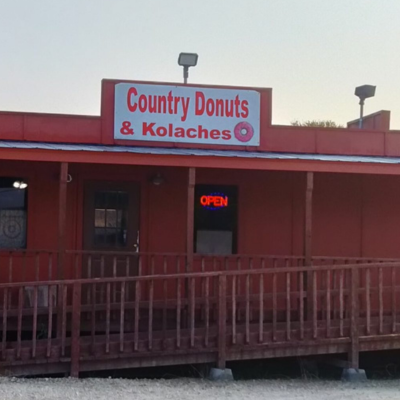 Country Donuts
& Kolaches
OPEN